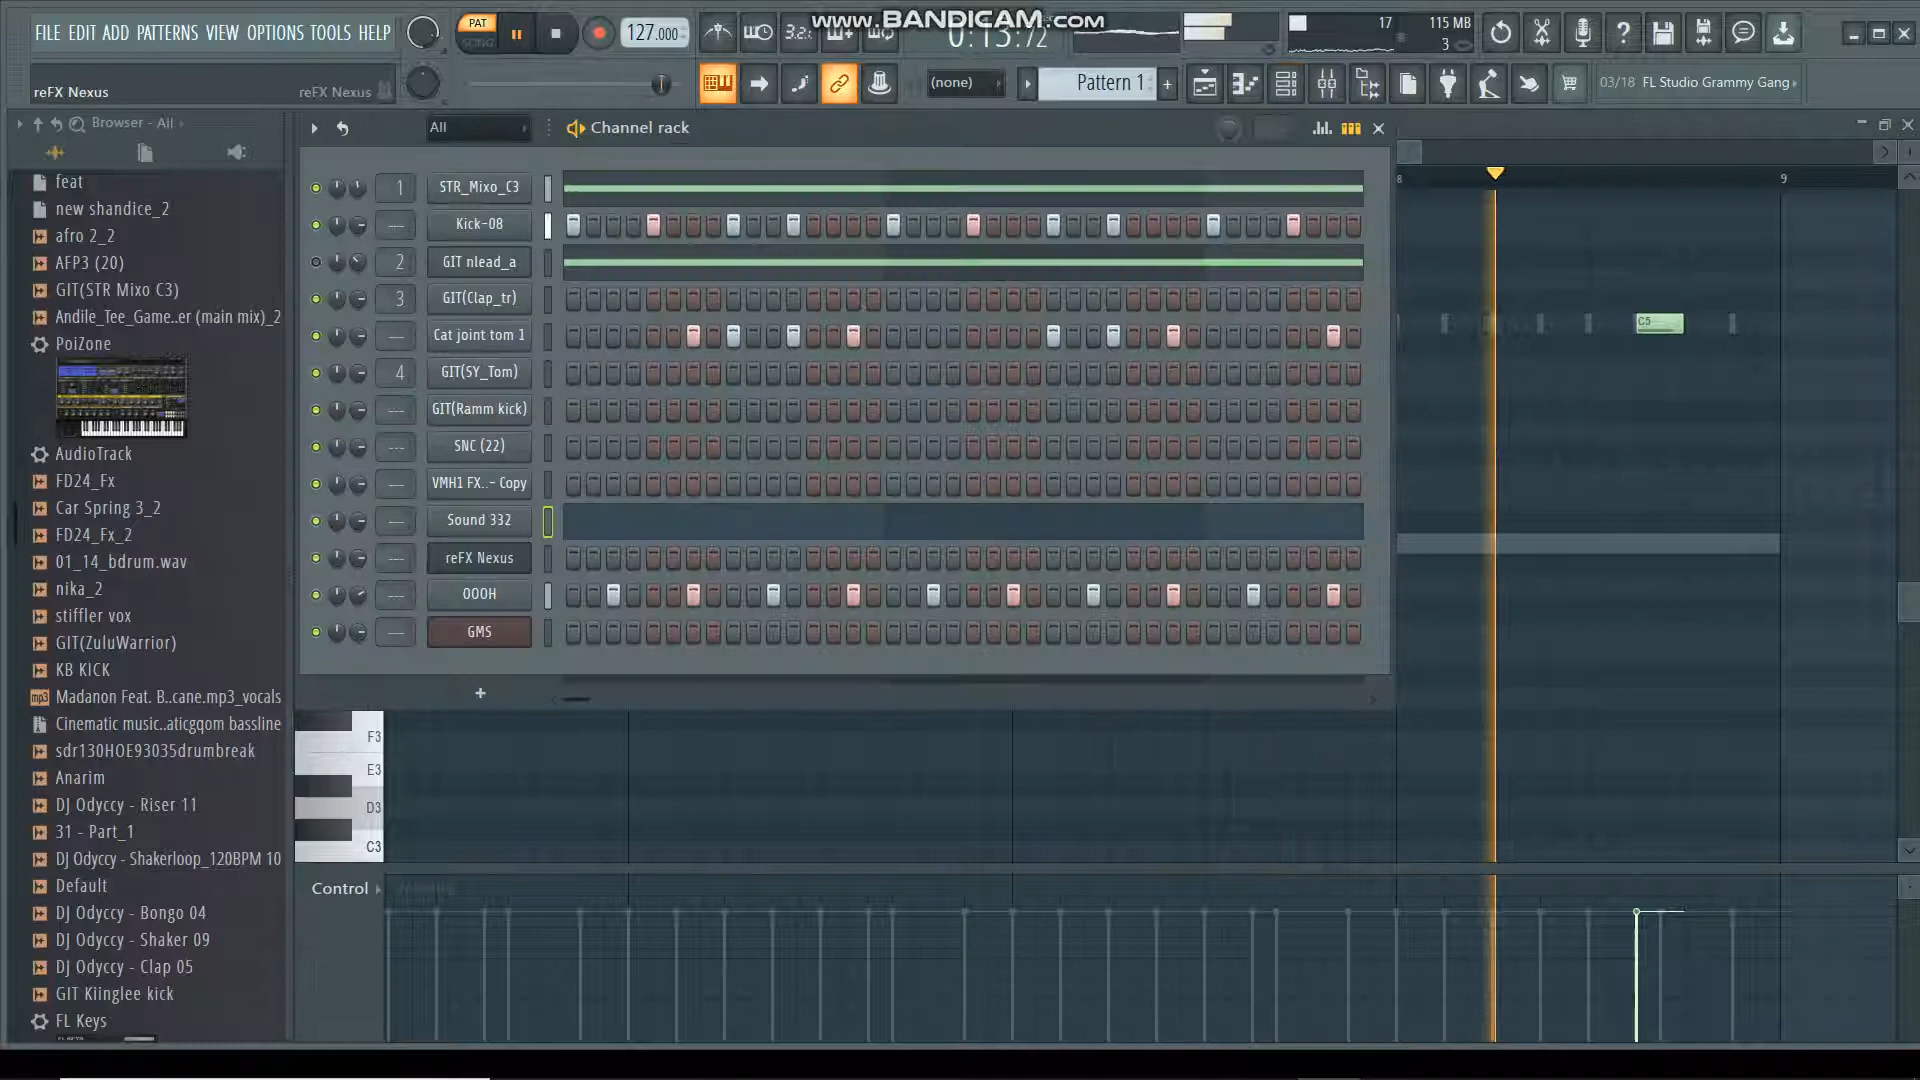 FILE EDIT ADD PATTERNS VIEW OPTIONS TOOLS HELP
PAT
SONG
127.000
3.2
www.BANDICAM.com
0:13:72
17
115 MB
3
reFX Nexus
reFX Nexus
(none)
Pattern 1
+
03/18 FL Studio Grammy Gang
Browser - All
All
Channel rack
feat
new shandice_2
afro 2_2
AFP3 (20)
GIT(STR Mixo C3)
Andile_Tee_Game..er (main mix)_2
PoiZone
AudioTrack
FD24_Fx
Car Spring 3_2
FD24_Fx_2
01_14_bdrum.wav
nika_2
stiffler vox
GIT(ZuluWarrior)
KB KICK
mp3
Madanon Feat. B..cane.mp3_vocals
Cinematic music..aticgqom bassline
sdr130HOE93035drumbreak
Anarim
DJ Odyccy - Riser 11
31 - Part_1
DJ Odyccy - Shakerloop_120BPM 10
Default
DJ Odyccy - Bongo 04
DJ Odyccy - Shaker 09
DJ Odyccy - Clap 05
GIT Kiinglee kick
FL Keys
1 STR_Mixo_C3
--- Kick-08
2 GIT nlead_a
3 GIT(Clap_tr)
--- Cat joint tom 1
4 GIT(SY_Tom)
--- GIT(Ramm kick)
--- SNC (22)
--- VMH1 FX..- Copy
--- Sound 332
--- reFX Nexus
--- OOOH
--- GMS
+
8
9
C5
F3
E3
D3
C3
Control